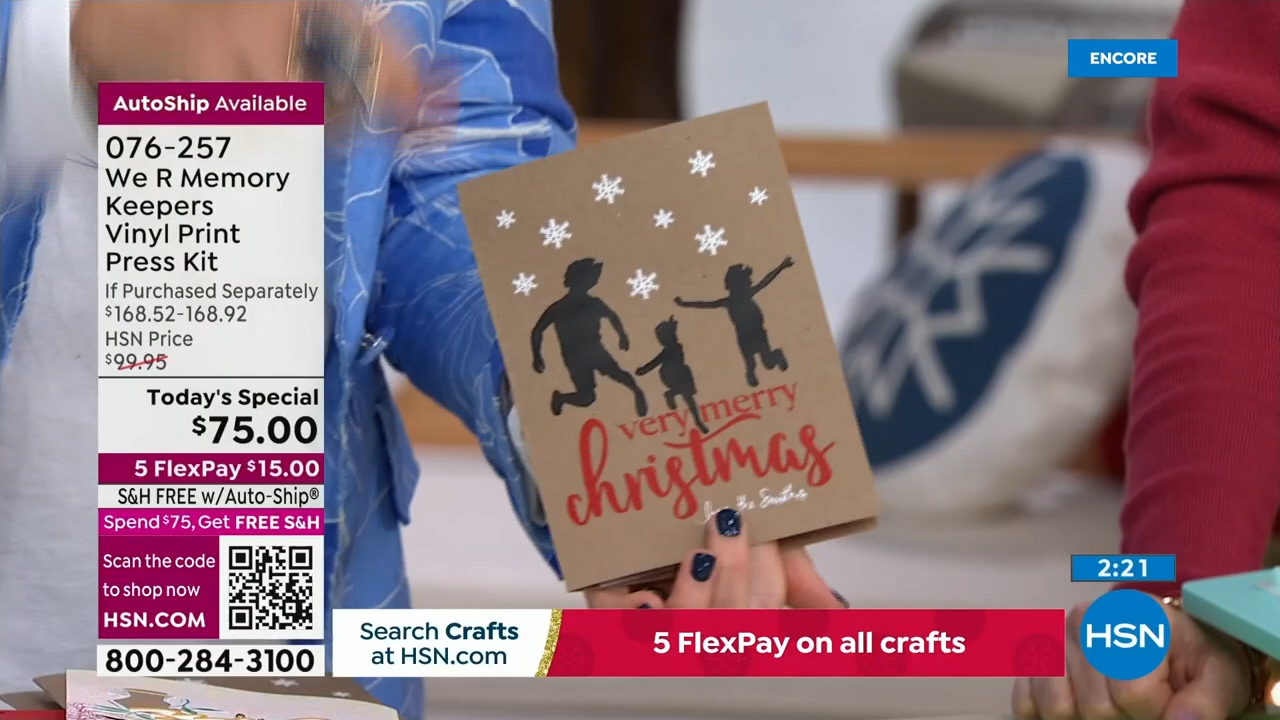 ENCORE
AutoShip Available
076-257
We R Memory
Keepers
Vinyl Print
Press Kit
If Purchased Separately
$168.52-168.92
HSN Price
$99.95
Today's Special
$75.00
5 FlexPay $15.00
S&H FREE w/Auto-Ship®
Spend $75, Get FREE S&H
Scan the code
to shop now
HSN.COM
800-284-3100
very merry
christmas
Search Crafts
at HSN.com
5 FlexPay on all crafts
2:21
HSN